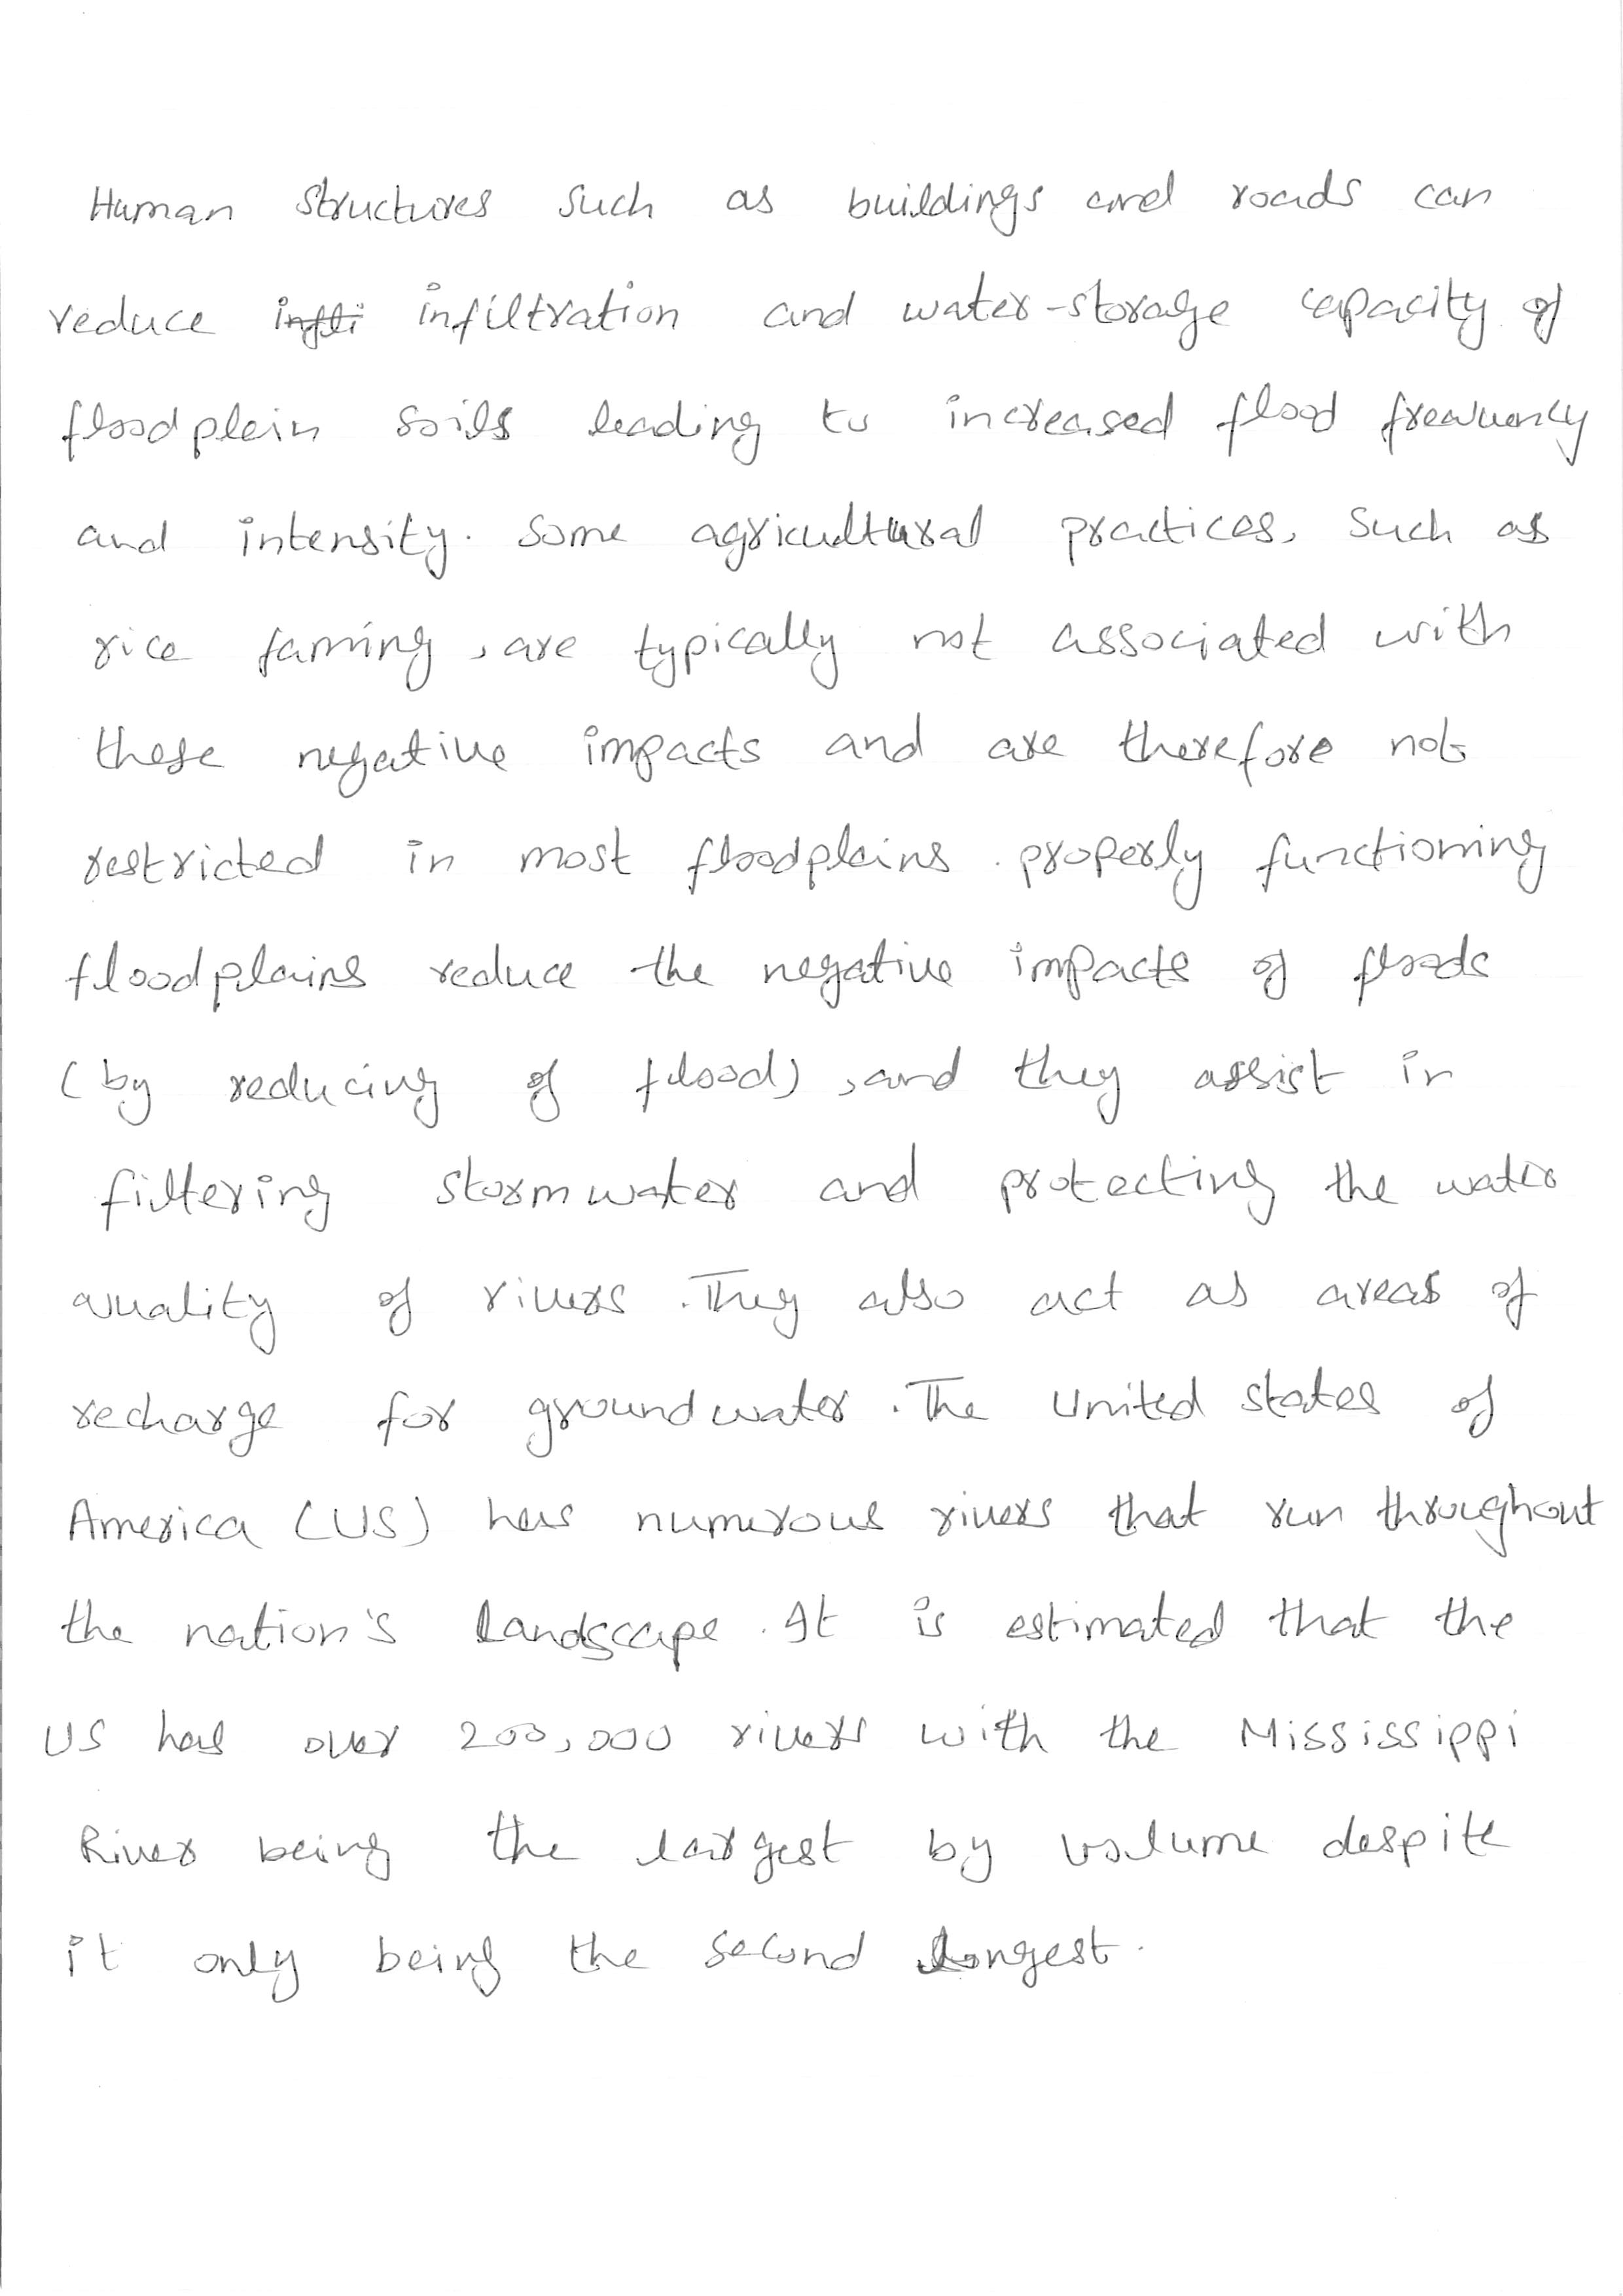 Human structures such as buildings and roads can
reduce infli infiltration and water-storage capacity of
floodplain soils leading to increased flood frequency
and intensity. Some agricultural practices, such as
rice faming, are typically not associated with
these negative impacts and are therefore not
restricted in most floodplains. properly functioning
floodplains reduce the negative impacts of floods
(by reducing of flood), and they assist in
filtering stormwater and protecting the water
quality of rivers. They also act as areas of
recharge for groundwater. The United States of
America (US) has numerous rivers that run throughout
the nation's landscape. It is estimated that the
US has over 200,000 rivers with the Mississippi
River being the largest by volume despite
it only being the second longest.